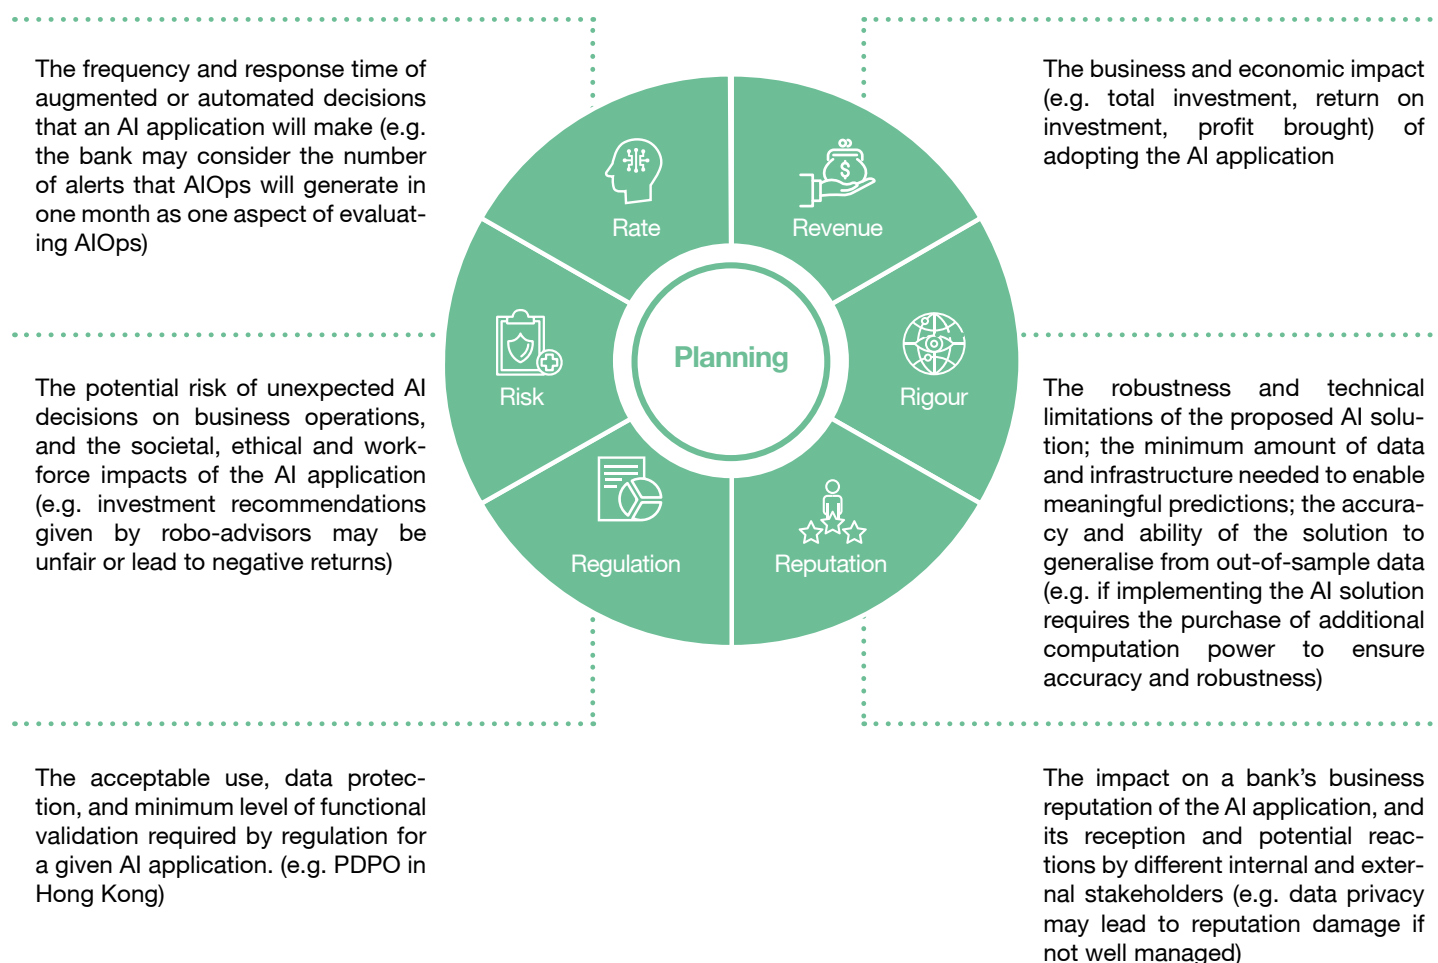 The frequency and response time of
augmented or automated decisions
that an AI application will make (e.g.
the bank may consider the number
of alerts that AIOps will generate in
one month as one aspect of evaluat-
ing AIOps)
The business and economic impact
(e.g. total investment, return on
investment, profit brought) of
adopting the AI application
Rate
Revenue
$
Planning
Risk
Rigour
Regulation
Reputation
The potential risk of unexpected AI
decisions on business operations,
and the societal, ethical and work-
force impacts of the AI application
(e.g. investment recommendations
given by robo-advisors may be
unfair or lead to negative returns)
The robustness and technical
limitations of the proposed AI solu-
tion; the minimum amount of data
and infrastructure needed to enable
meaningful predictions; the accura-
cy and ability of the solution to
generalise from out-of-sample data
(e.g. if implementing the AI solution
requires the purchase of additional
computation power to ensure
accuracy and robustness)
The acceptable use, data protec-
tion, and minimum level of functional
validation required by regulation for
a given AI application. (e.g. PDPO in
Hong Kong)
The impact on a bank’s business
reputation of the AI application, and
its reception and potential reac-
tions by different internal and exter-
nal stakeholders (e.g. data privacy
may lead to reputation damage if
not well managed)